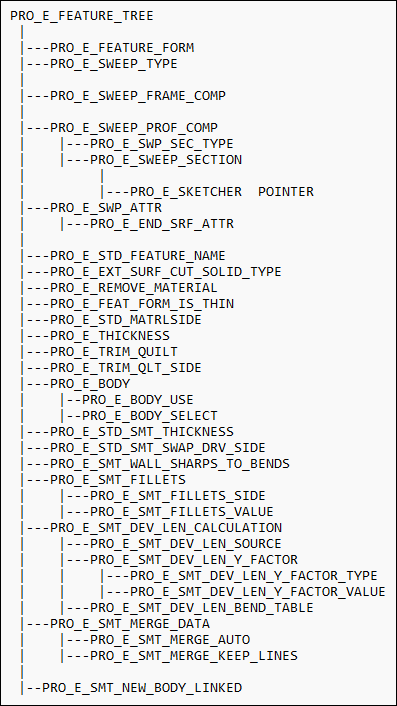 PRO_E_FEATURE_TREE
|---PRO_E_FEATURE_FORM
|---PRO_E_SWEEP_TYPE
|---PRO_E_SWEEP_FRAME_COMP
|---PRO_E_SWEEP_PROF_COMP
|    |---PRO_E_SWP_SEC_TYPE
|    |---PRO_E_SWEEP_SECTION
|         |---PRO_E_SKETCHER  POINTER
|---PRO_E_SWP_ATTR
|    |---PRO_E_END_SRF_ATTR
|---PRO_E_STD_FEATURE_NAME
|---PRO_E_EXT_SURF_CUT_SOLID_TYPE
|---PRO_E_REMOVE_MATERIAL
|---PRO_E_FEAT_FORM_IS_THIN
|---PRO_E_STD_MATRLSIDE
|---PRO_E_THICKNESS
|---PRO_E_TRIM_QUILT
|---PRO_E_TRIM_QLT_SIDE
|---PRO_E_BODY
|    |--PRO_E_BODY_USE
|    |--PRO_E_BODY_SELECT
|---PRO_E_STD_SMT_THICKNESS
|---PRO_E_STD_SMT_SWAP_DRV_SIDE
|---PRO_E_SMT_WALL_SHARPS_TO_BENDS
|---PRO_E_SMT_FILLETS
|    |---PRO_E_SMT_FILLETS_SIDE
|    |---PRO_E_SMT_FILLETS_VALUE
|---PRO_E_SMT_DEV_LEN_CALCULATION
|    |---PRO_E_SMT_DEV_LEN_SOURCE
|    |---PRO_E_SMT_DEV_LEN_Y_FACTOR
|    |    |---PRO_E_SMT_DEV_LEN_Y_FACTOR_TYPE
|    |    |---PRO_E_SMT_DEV_LEN_Y_FACTOR_VALUE
|    |---PRO_E_SMT_DEV_LEN_BEND_TABLE
|---PRO_E_SMT_MERGE_DATA
|    |---PRO_E_SMT_MERGE_AUTO
|    |---PRO_E_SMT_MERGE_KEEP_LINES
|--PRO_E_SMT_NEW_BODY_LINKED